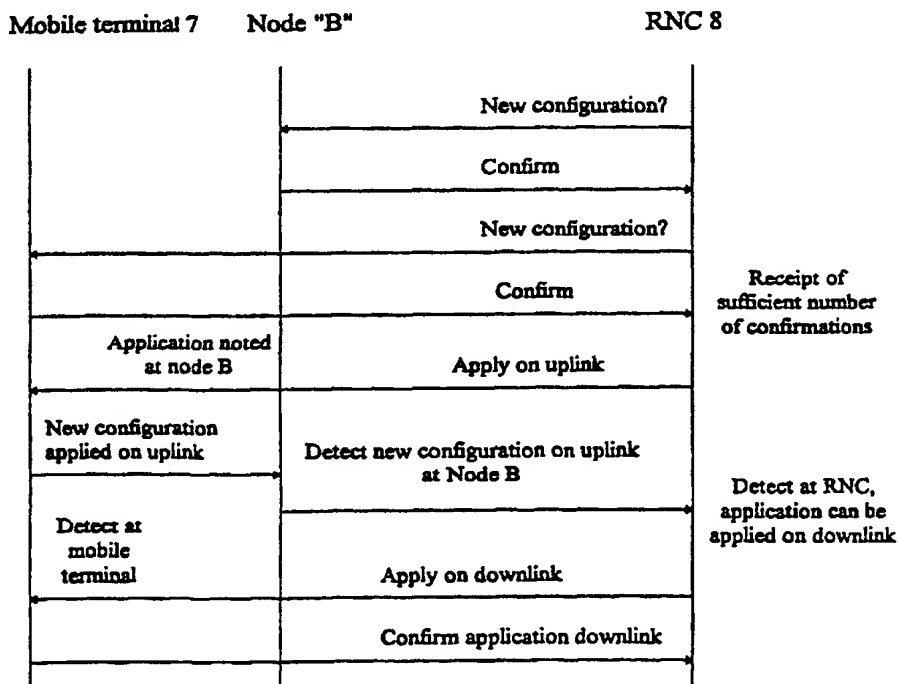 Mobile terminal 7
Node "B"
RNC 8
New configuration?
Confirm
New configuration?
Confirm
Receipt of
sufficient number
of confirmations
Application noted
at node B
Apply on uplink
New configuration
applied on uplink
Detect new configuration on uplink
at Node B
Detect at RNC,
application can be
applied on downlink
Detect at
mobile
terminal
Apply on downlink
Confirm application downlink